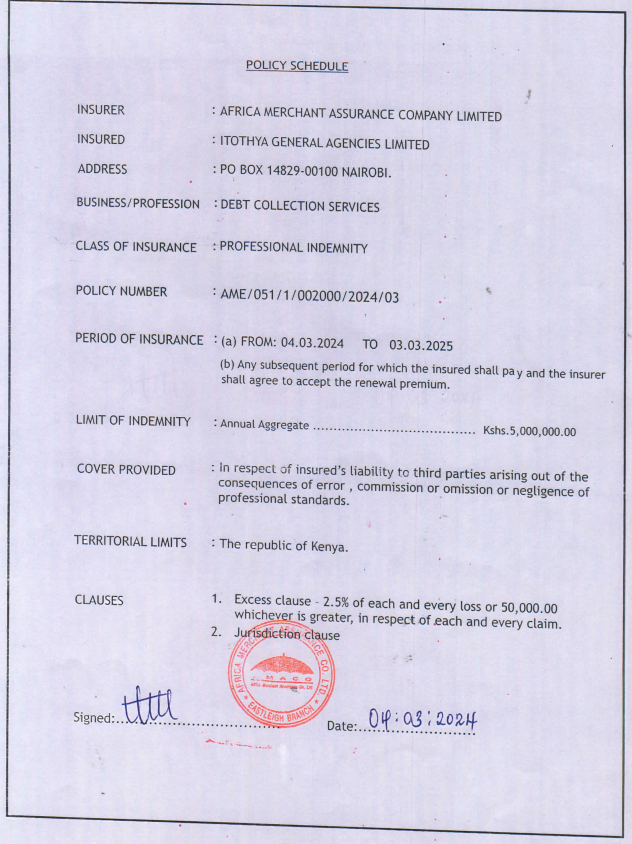 POLICY SCHEDULE
INSURER : AFRICA MERCHANT ASSURANCE COMPANY LIMITED
INSURED : ITOTHYA GENERAL AGENCIES LIMITED
ADDRESS : PO BOX 14829-00100 NAIROBI.
BUSINESS/PROFESSION : DEBT COLLECTION SERVICES
CLASS OF INSURANCE : PROFESSIONAL INDEMNITY
POLICY NUMBER : AME/051/1/002000/2024/03
PERIOD OF INSURANCE : (a) FROM: 04.03.2024 TO 03.03.2025
(b) Any subsequent period for which the insured shall pay and the insurer
shall agree to accept the renewal premium.
LIMIT OF INDEMNITY : Annual Aggregate ....................................... Kshs.5,000,000.00
COVER PROVIDED : In respect of insured's liability to third parties arising out of the
consequences of error , commission or omission or negligence of
professional standards.
TERRITORIAL LIMITS : The republic of Kenya.
CLAUSES 1. Excess clause - 2.5% of each and every loss or 50,000.00
whichever is greater, in respect of each and every claim.
2. Jurisdiction clause
AFRICA MERCHANT ASSURANCE CO. LTD.
AMACO
EASTLEIGH BRANCH
Signed:........................................
Date: 04:03:2024